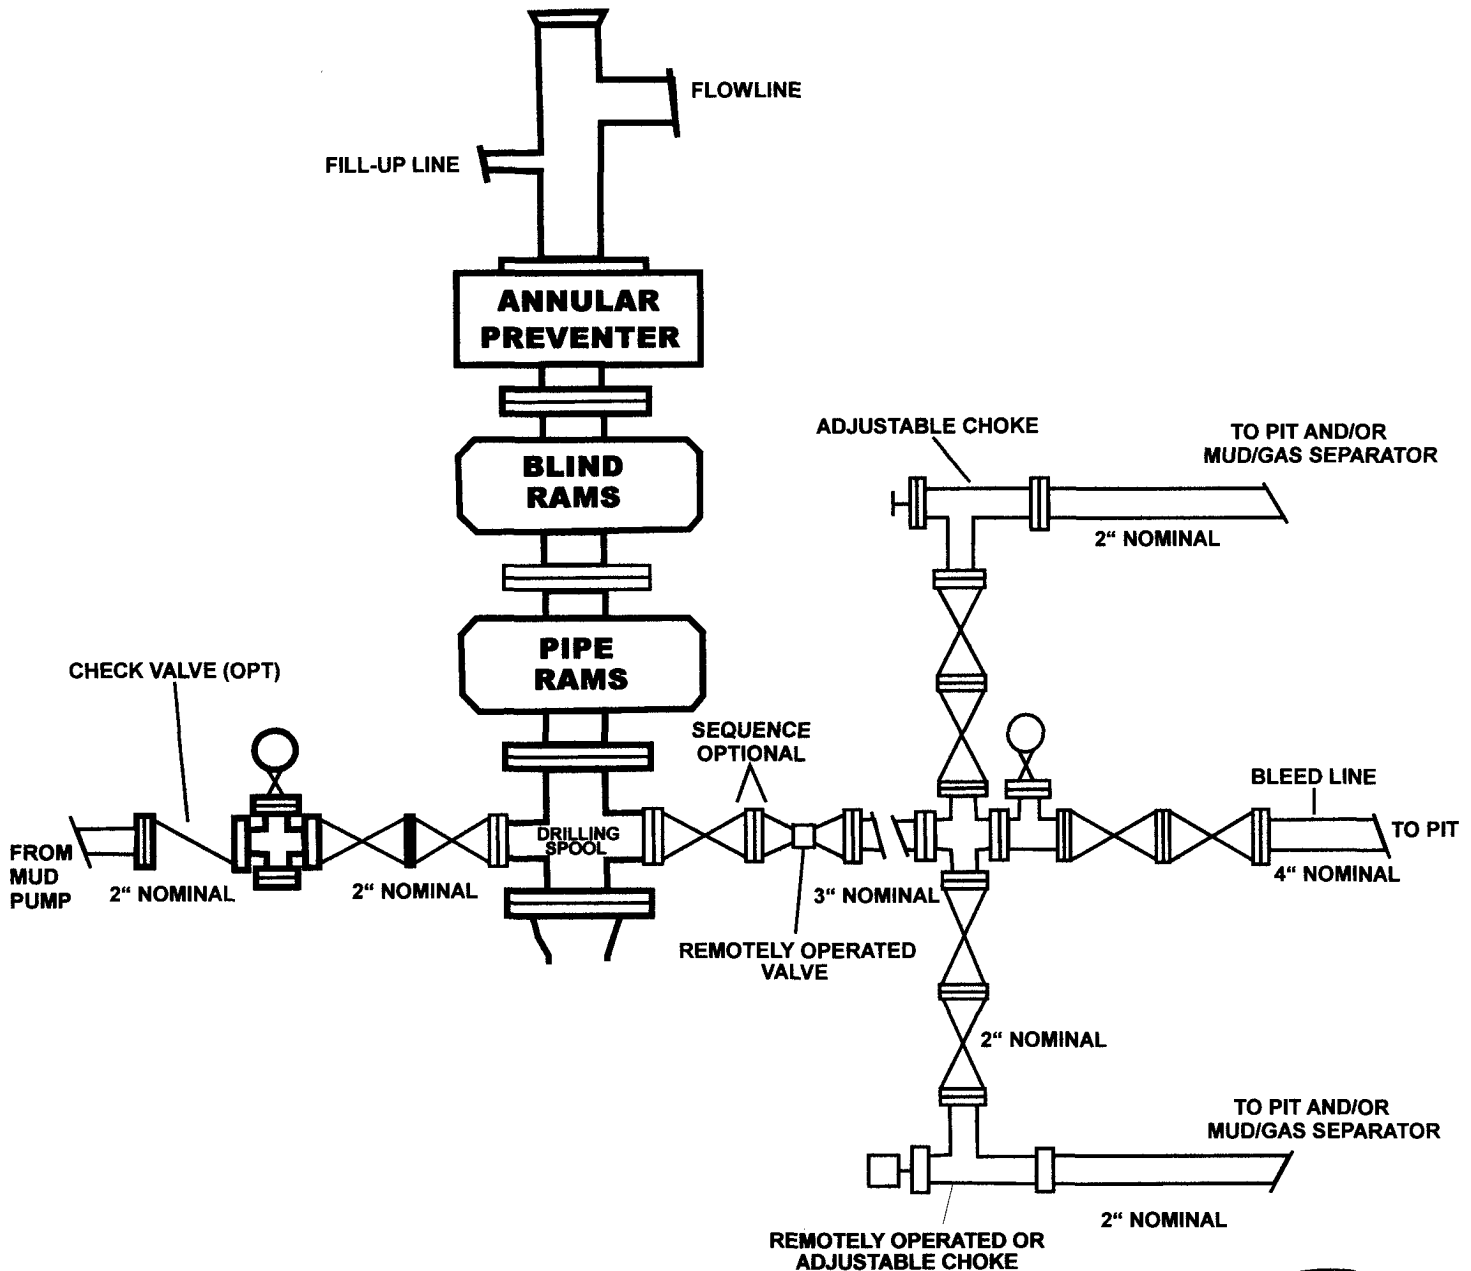 FLOWLINE
FILL-UP LINE
ANNULAR
PREVENTER
ADJUSTABLE CHOKE
TO PIT AND/OR
MUD/GAS SEPARATOR
BLIND
RAMS
2“ NOMINAL
PIPE
RAMS
CHECK VALVE (OPT)
SEQUENCE
OPTIONAL
BLEED LINE
DRILLING
SPOOL
TO PIT
FROM
MUD
PUMP
2“ NOMINAL
2“ NOMINAL
3“ NOMINAL
4“ NOMINAL
REMOTELY OPERATED
VALVE
2“ NOMINAL
TO PIT AND/OR
MUD/GAS SEPARATOR
2“ NOMINAL
REMOTELY OPERATED OR
ADJUSTABLE CHOKE